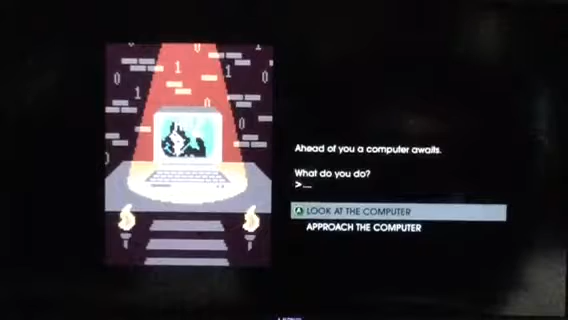 Ahead of you a computer awaits.
What do you do?
>_
A LOOK AT THE COMPUTER
APPROACH THE COMPUTER